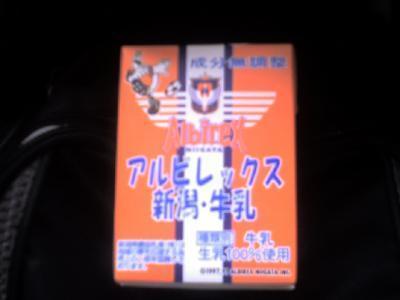 成分無調整
Albirex
NIIGATA
アルビレックス
新潟・牛乳
種類別 牛乳
生乳100%使用